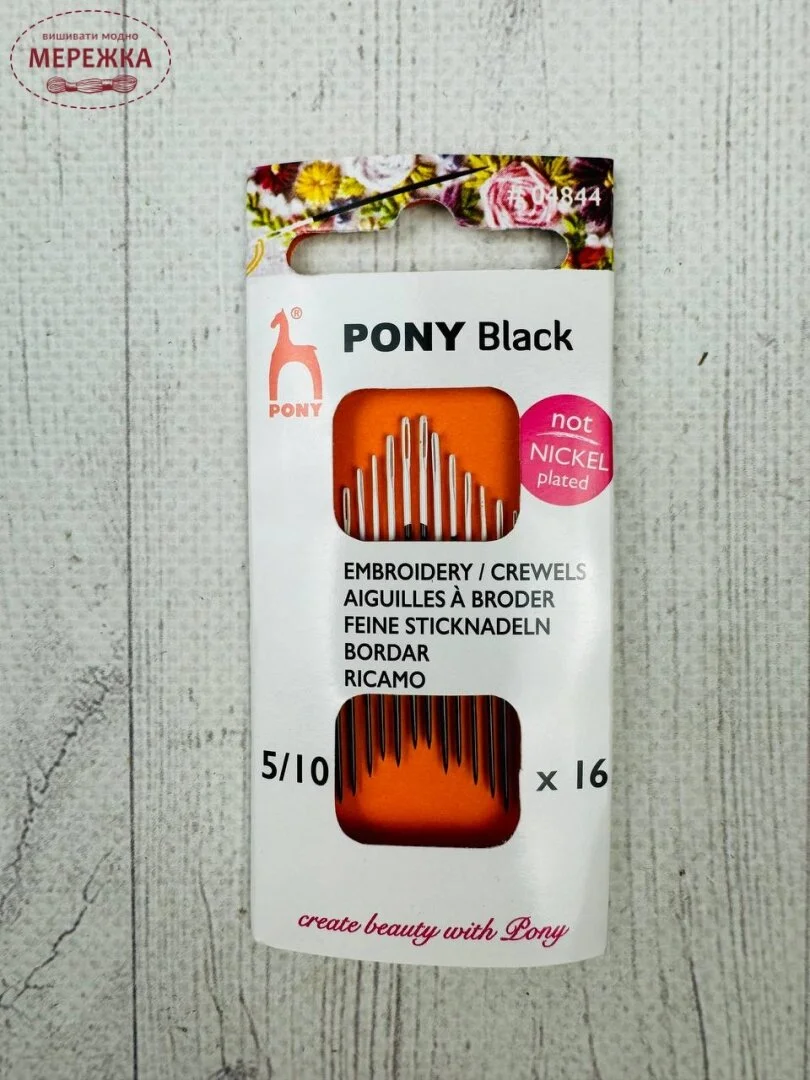 вишивати модно
МЕРЕЖКА
# 04844
®
PONY Black
PONY
not
NICKEL
plated
EMBROIDERY / CREWELS
AIGUILLES À BRODER
FEINE STICKNADELN
BORDAR
RICAMO
5/10
x 16
create beauty with Pony